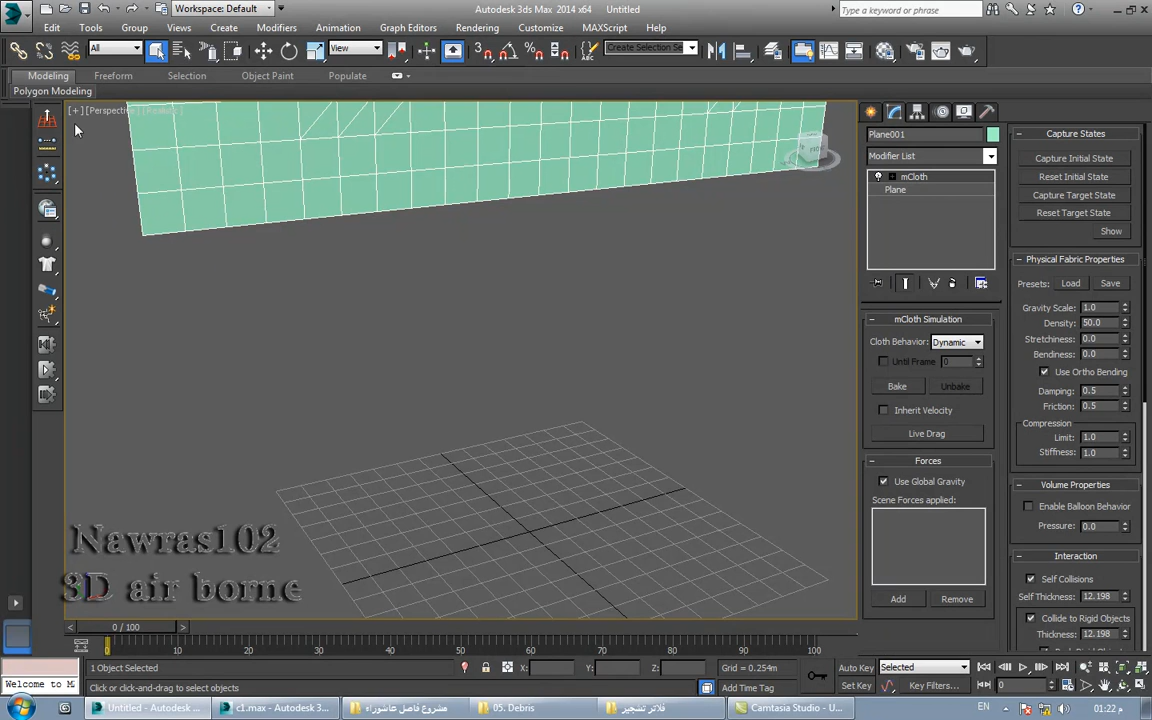 Workspace: Default
Autodesk 3ds Max 2014 x64    Untitled
Type a keyword or phrase
Edit Tools Group Views Create Modifiers Animation Graph Editors Rendering Customize MAXScript Help
All
View
Create Selection Se
Modeling Freeform Selection Object Paint Populate
Polygon Modeling
[+] [Perspective]
Plane001
Modifier List
mCloth
Plane
mCloth Simulation
Cloth Behavior: Dynamic
Until Frame 0
Bake Unbake
Inherit Velocity
Live Drag
Forces
Use Global Gravity
Scene Forces applied:
Add Remove
Capture States
Capture Initial State
Reset Initial State
Capture Target State
Reset Target State
Show
Physical Fabric Properties
Presets: Load Save
Gravity Scale: 1.0
Density: 50.0
Stretchiness: 0.0
Bendiness: 0.0
Use Ortho Bending
Damping: 0.5
Friction: 0.5
Compression
Limit: 1.0
Stiffness: 1.0
Volume Properties
Enable Balloon Behavior
Pressure: 0.0
Interaction
Self Collisions
Self Thickness: 12.198
Collide to Rigid Objects
Thickness: 12.198
Nawras102
3D air borne
0 / 100
0 10 20 30 40 50 60 70 80 90 100
1 Object Selected
X: Y: Z:
Grid = 0.254m
Auto Key Selected
Welcome to M
Click or click-and-drag to select objects
Add Time Tag
Set Key Key Filters...
0
Untitled - Autodesk ...
c1.max - Autodesk 3...
مشروع فاصل عاشوراء
05. Debris
فلاتر تشجير
Camtasia Studio - U...
EN
01:22 م